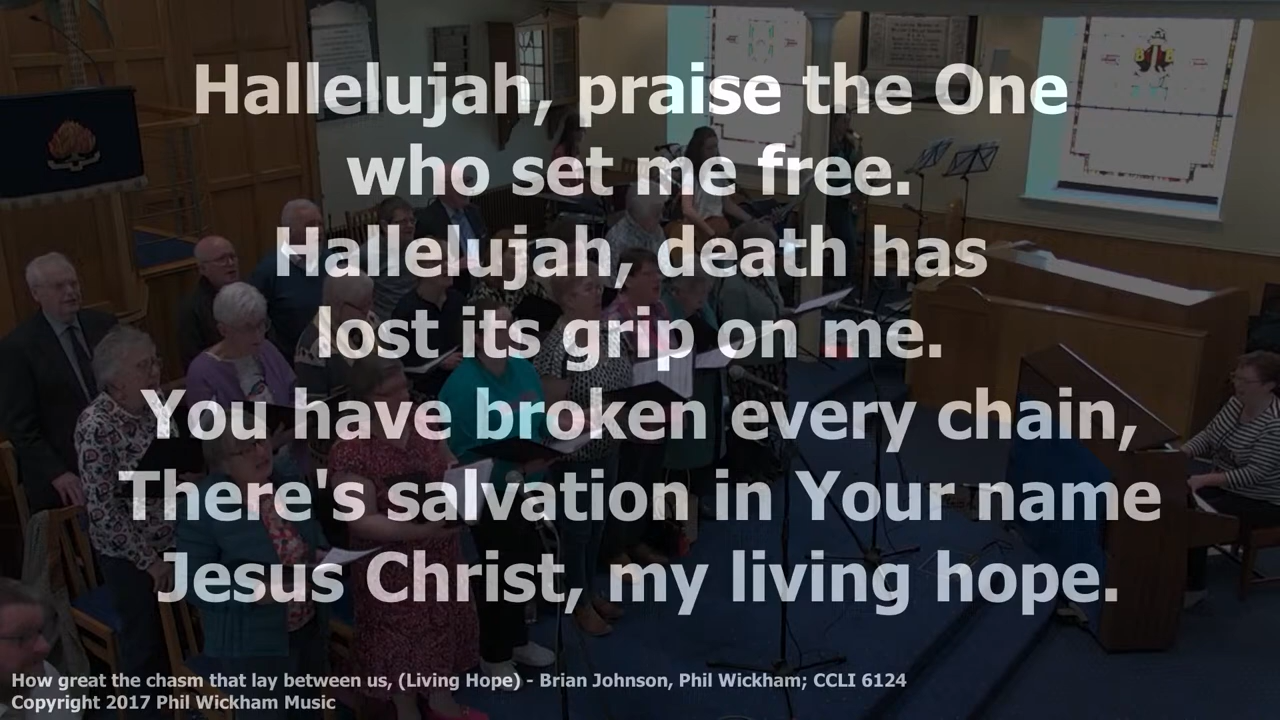 Hallelujah, praise the One
who set me free.
Hallelujah, death has
lost its grip on me.
You have broken every chain,
There's salvation in Your name
Jesus Christ, my living hope.
How great the chasm that lay between us, (Living Hope) - Brian Johnson, Phil Wickham; CCLI 6124
Copyright 2017 Phil Wickham Music